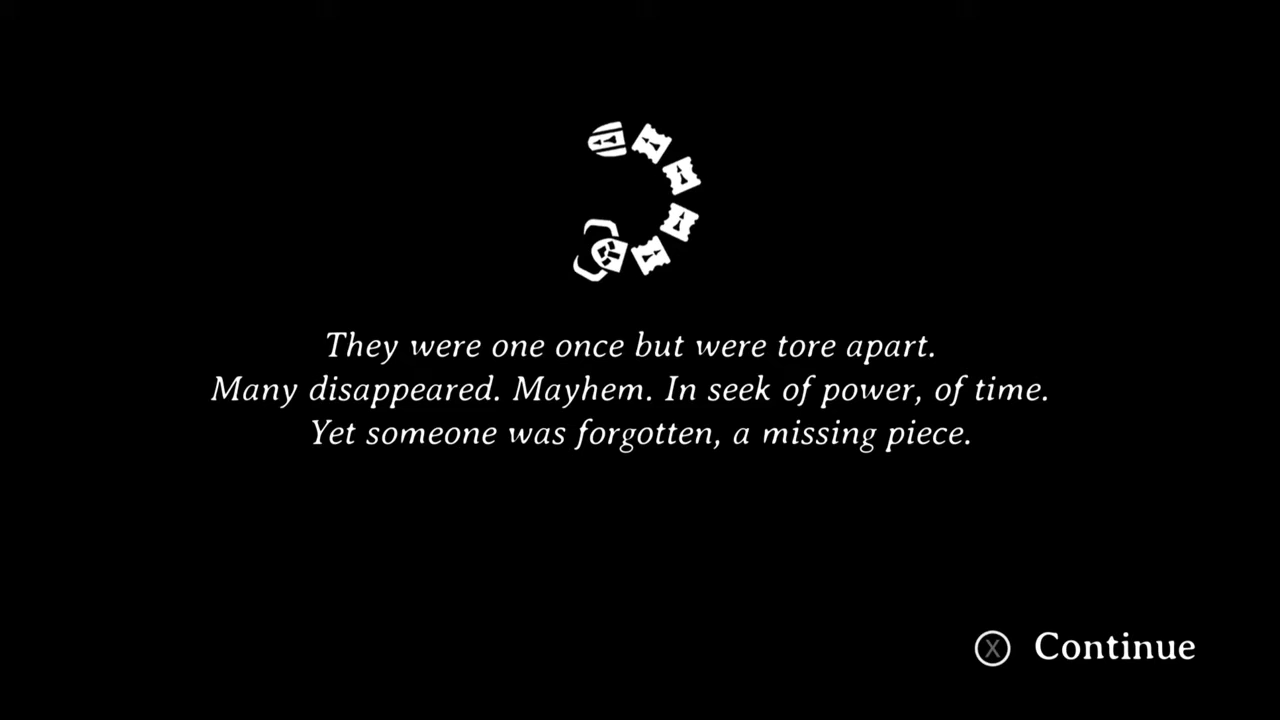 They were one once but were tore apart.
Many disappeared. Mayhem. In seek of power, of time.
Yet someone was forgotten, a missing piece.
X Continue